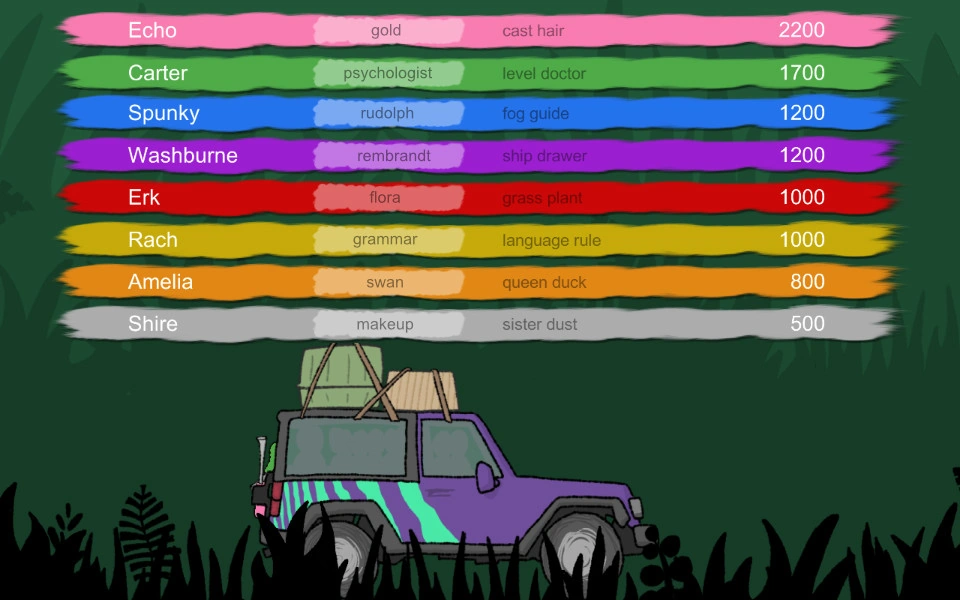 Echo gold cast hair 2200
Carter psychologist level doctor 1700
Spunky rudolph fog guide 1200
Washburne rembrandt ship drawer 1200
Erk flora grass plant 1000
Rach grammar language rule 1000
Amelia swan queen duck 800
Shire makeup sister dust 500